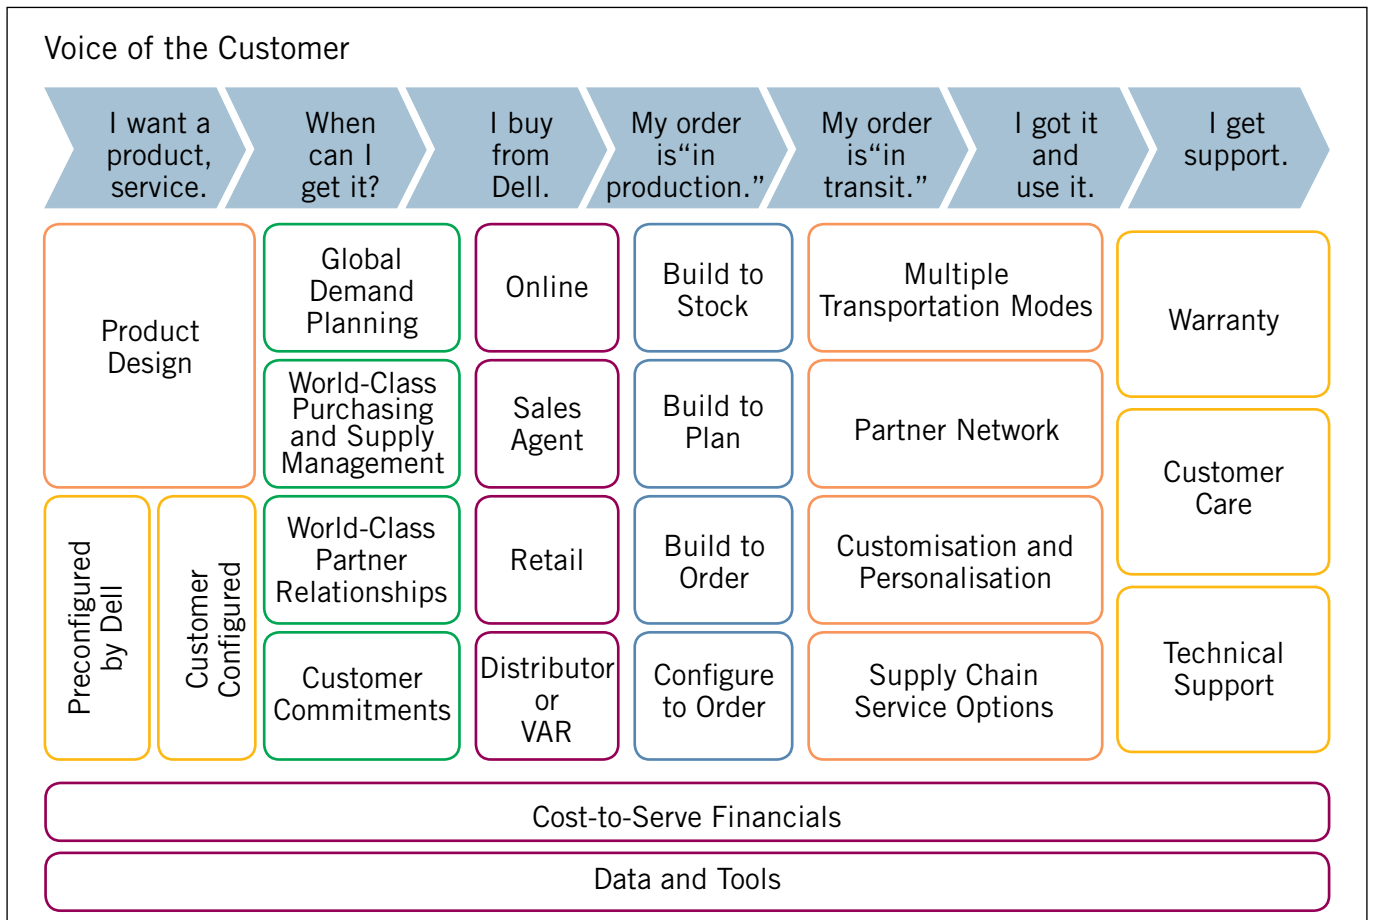 Voice of the Customer
I want a
product,
service.
When
can I
get it?
I buy
from
Dell.
My order
is“in
production.”
My order
is“in
transit.”
I got it
and
use it.
I get
support.
Product
Design
Preconfigured
by Dell
Customer
Configured
Global
Demand
Planning
World-Class
Purchasing
and Supply
Management
World-Class
Partner
Relationships
Customer
Commitments
Online
Sales
Agent
Retail
Distributor
or
VAR
Build to
Stock
Build to
Plan
Build to
Order
Configure
to Order
Multiple
Transportation Modes
Partner Network
Customisation and
Personalisation
Supply Chain
Service Options
Warranty
Customer
Care
Technical
Support
Cost-to-Serve Financials
Data and Tools